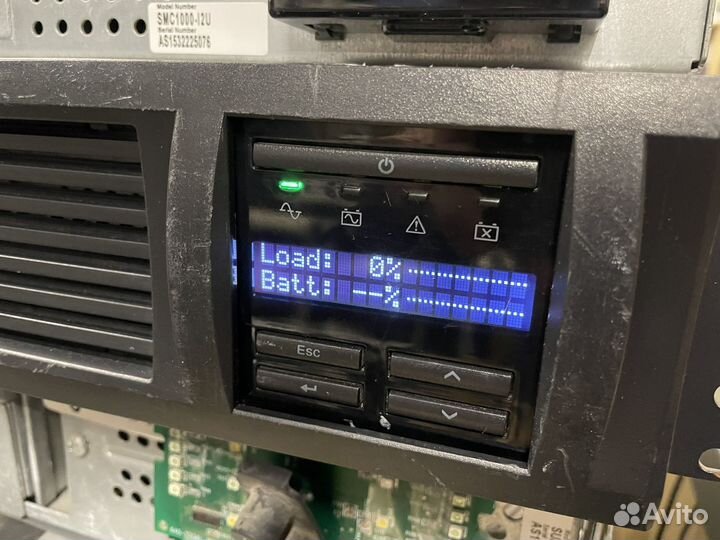 Model Number
SMC1000-I2U
Serial Number
AS1532225076
Load: 0%
Batt: --%
Esc
Avito